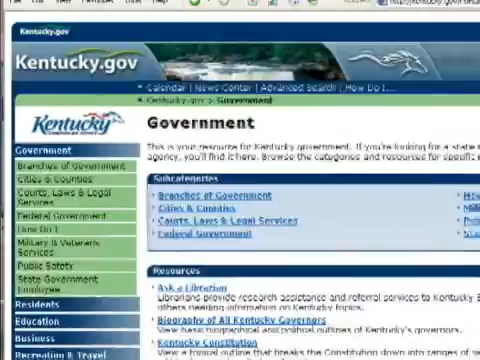 Kentucky.gov
Kentucky.gov
Calendar | News Center | Advanced Search | How Do I...
Kentucky.gov > Government
Kentucky
Government
This is your resource for Kentucky government. If you're looking for a state
agency, you'll find it here. Browse the categories and resources for specific
Government
Branches of Government
Cities & Counties
Courts, Laws & Legal
Services
Federal Government
How Do I
Military & Veterans
Services
Public Safety
State Government
Employee
Residents
Education
Business
Recreation & Travel
Subcategories
Branches of Government
Cities & Counties
Courts, Laws & Legal Services
Federal Government
Resources
Ask a Librarian
Librarians provide research assistance and referral services to Kentucky
others needing information on Kentucky topics.
Biography of All Kentucky Governors
View basic biographical and political outlines of Kentucky's governors.
Kentucky Constitution
View a topical outline that breaks the Constitution down into ranges of